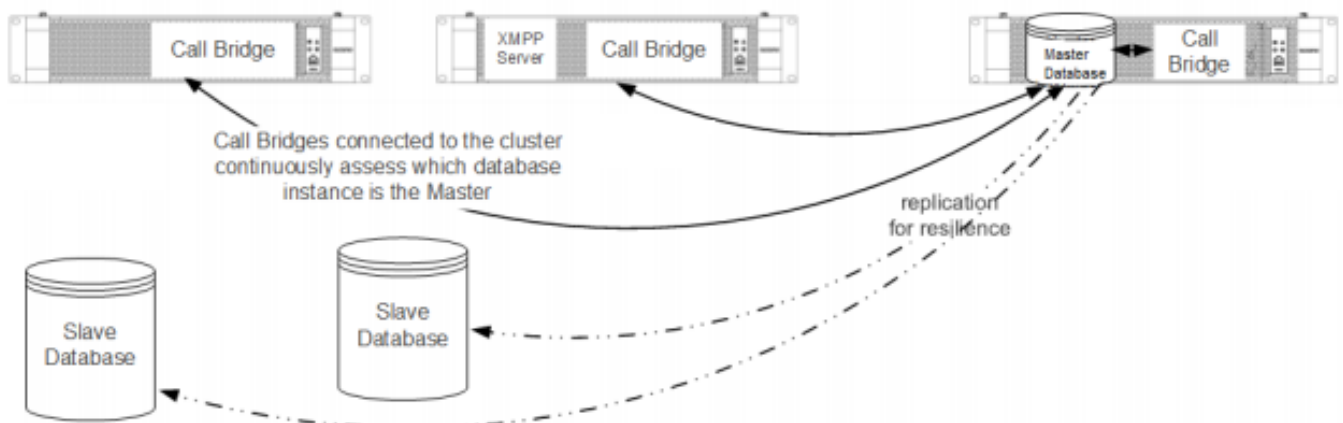 Call Bridge
XMPP
Server
Call Bridge
Master
Database
Call
Bridge
Call Bridges connected to the cluster
continuously assess which database
instance is the Master
replication
for resilience
Slave
Database
Slave
Database